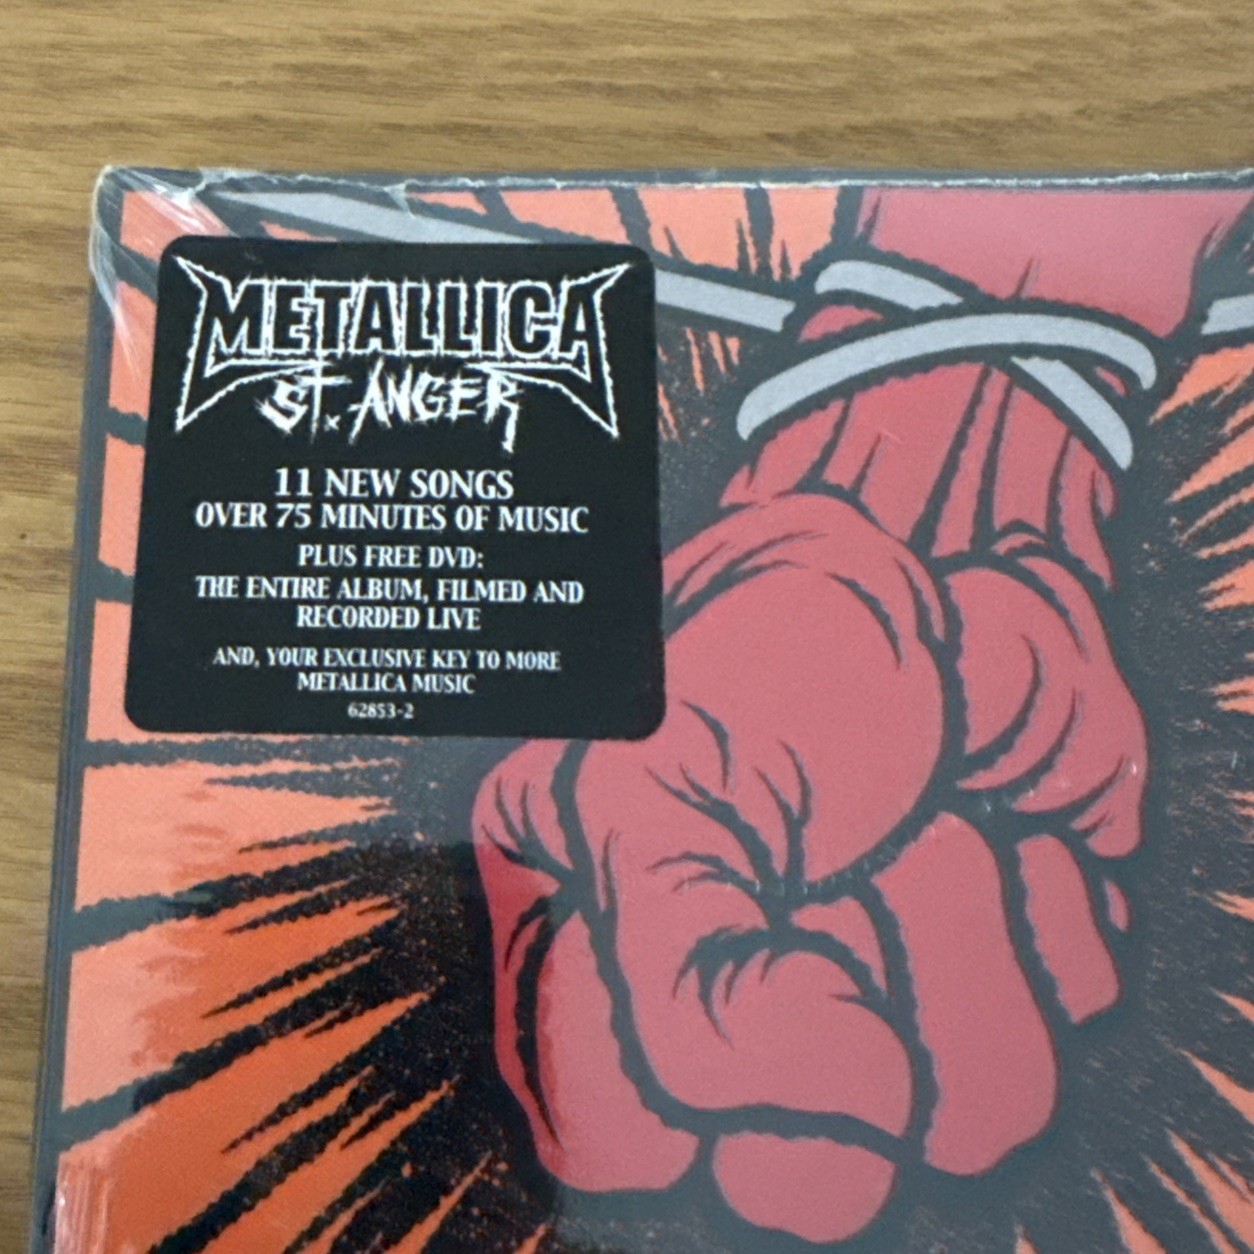 METALLICA
ST. ANGER
11 NEW SONGS
OVER 75 MINUTES OF MUSIC
PLUS FREE DVD:
THE ENTIRE ALBUM, FILMED AND
RECORDED LIVE
AND, YOUR EXCLUSIVE KEY TO MORE
METALLICA MUSIC
62853-2